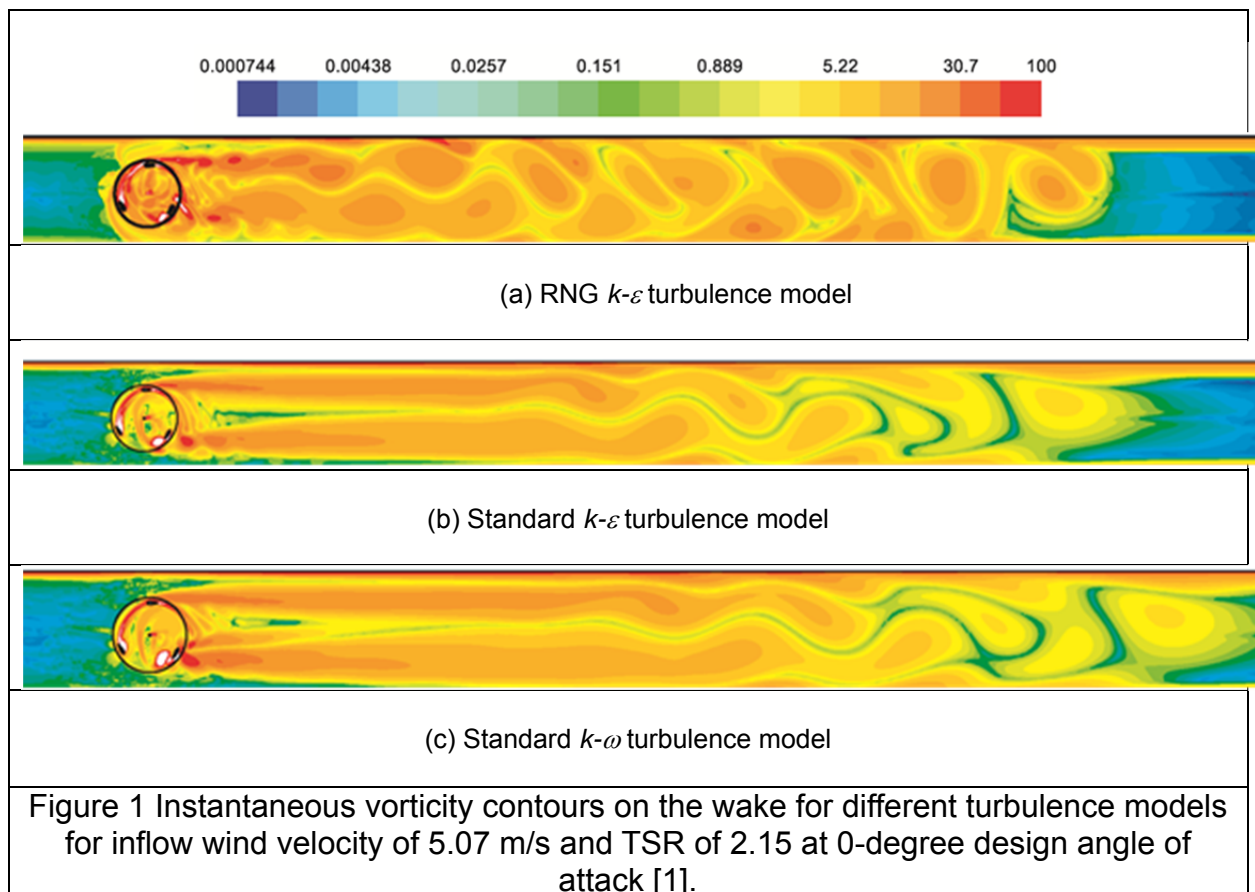 0.000744 0.00438 0.0257 0.151 0.889 5.22 30.7 100
(a) RNG k-ε turbulence model
(b) Standard k-ε turbulence model
(c) Standard k-ω turbulence model
Figure 1 Instantaneous vorticity contours on the wake for different turbulence models
for inflow wind velocity of 5.07 m/s and TSR of 2.15 at 0-degree design angle of
attack [1].